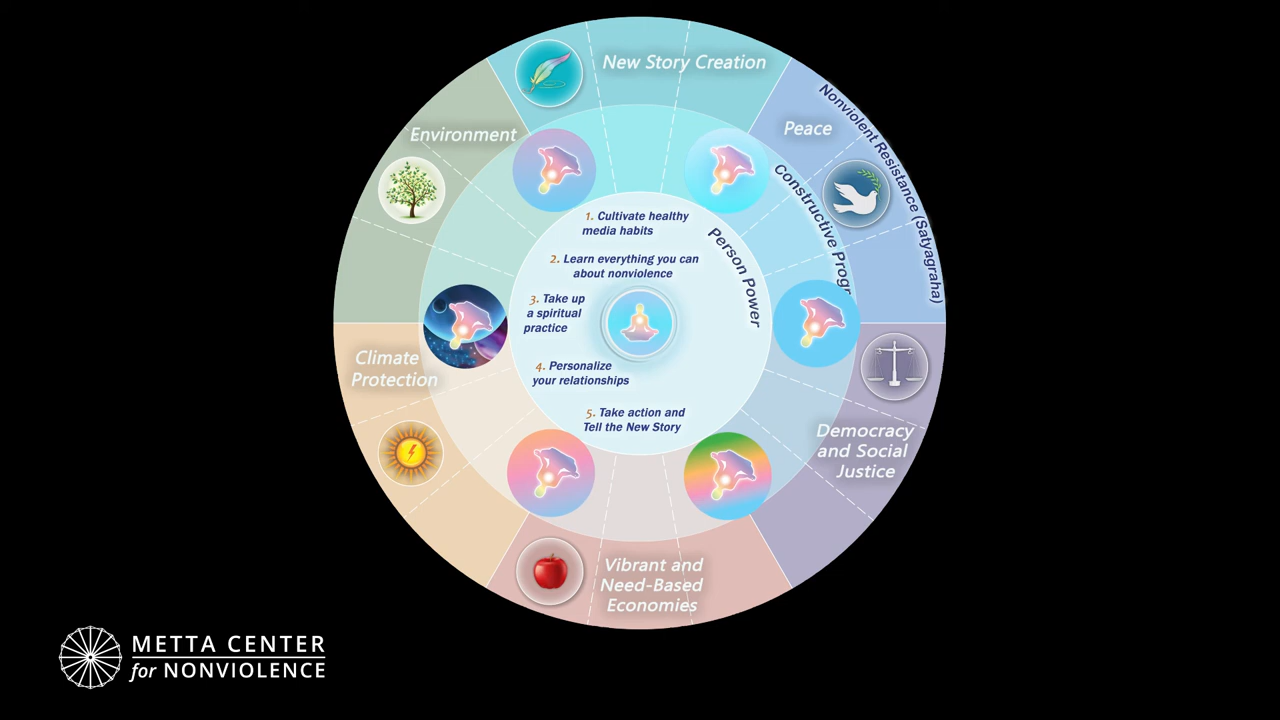 New Story Creation
Peace
Nonviolent Resistance (Satyagraha)
Constructive
Person Power
Environment
1. Cultivate healthy
media habits
2. Learn everything you can
about nonviolence
3. Take up
a spiritual
practice
4. Personalize
your relationships
5. Take action and
Tell the New Story
Climate
Protection
Democracy
and Social
Justice
Vibrant and
Need-Based
Economies
METTA CENTER
for NONVIOLENCE